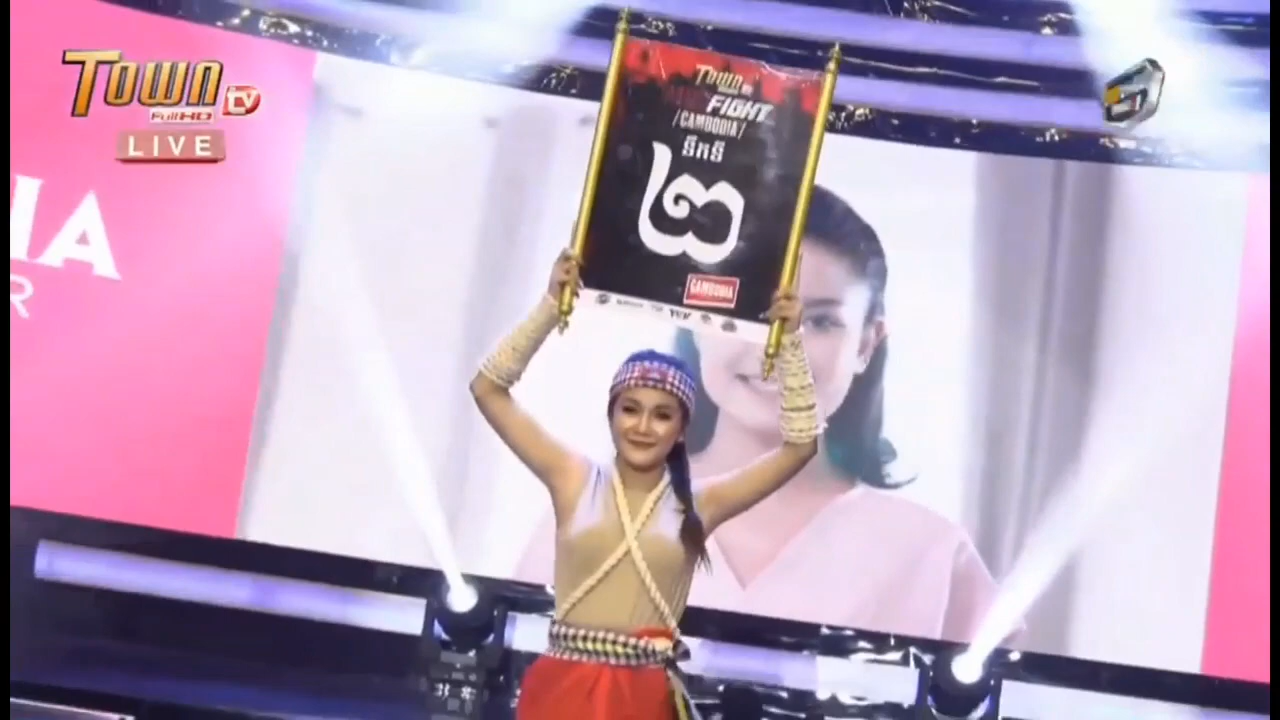 TOWN tv
Full HD
LIVE
IA
R
TOWN
FIGHT
/CAMBODIA/
ទឹកទី
២
CAMBODIA